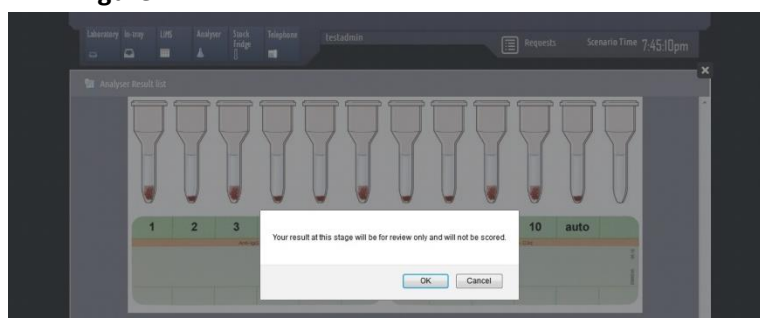 Laboratory In-tray LIMS Analyser Stock Fridge Telephone testadmin Requests Scenario Time 7:45:10pm
Analyser Result list
1 2 3 10 auto
Your result at this stage will be for review only and will not be scored.
OK Cancel